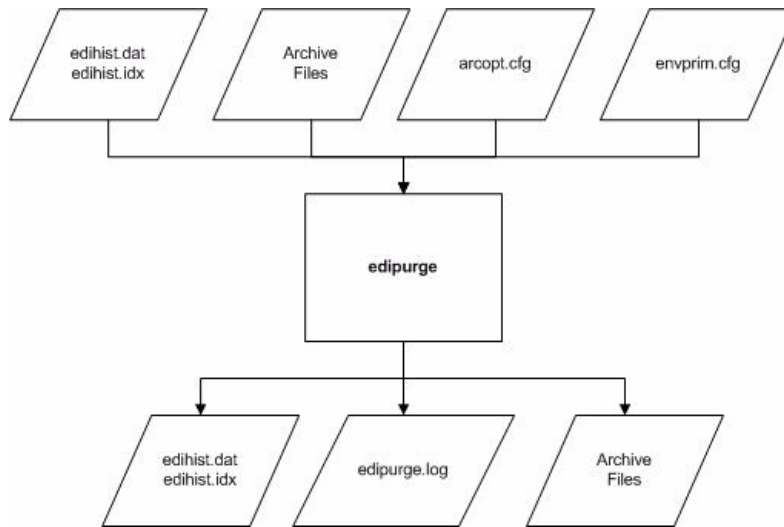 edihist.dat
edihist.idx
Archive
Files
arcopt.cfg
envprim.cfg
edipurge
edihist.dat
edihist.idx
edipurge.log
Archive
Files